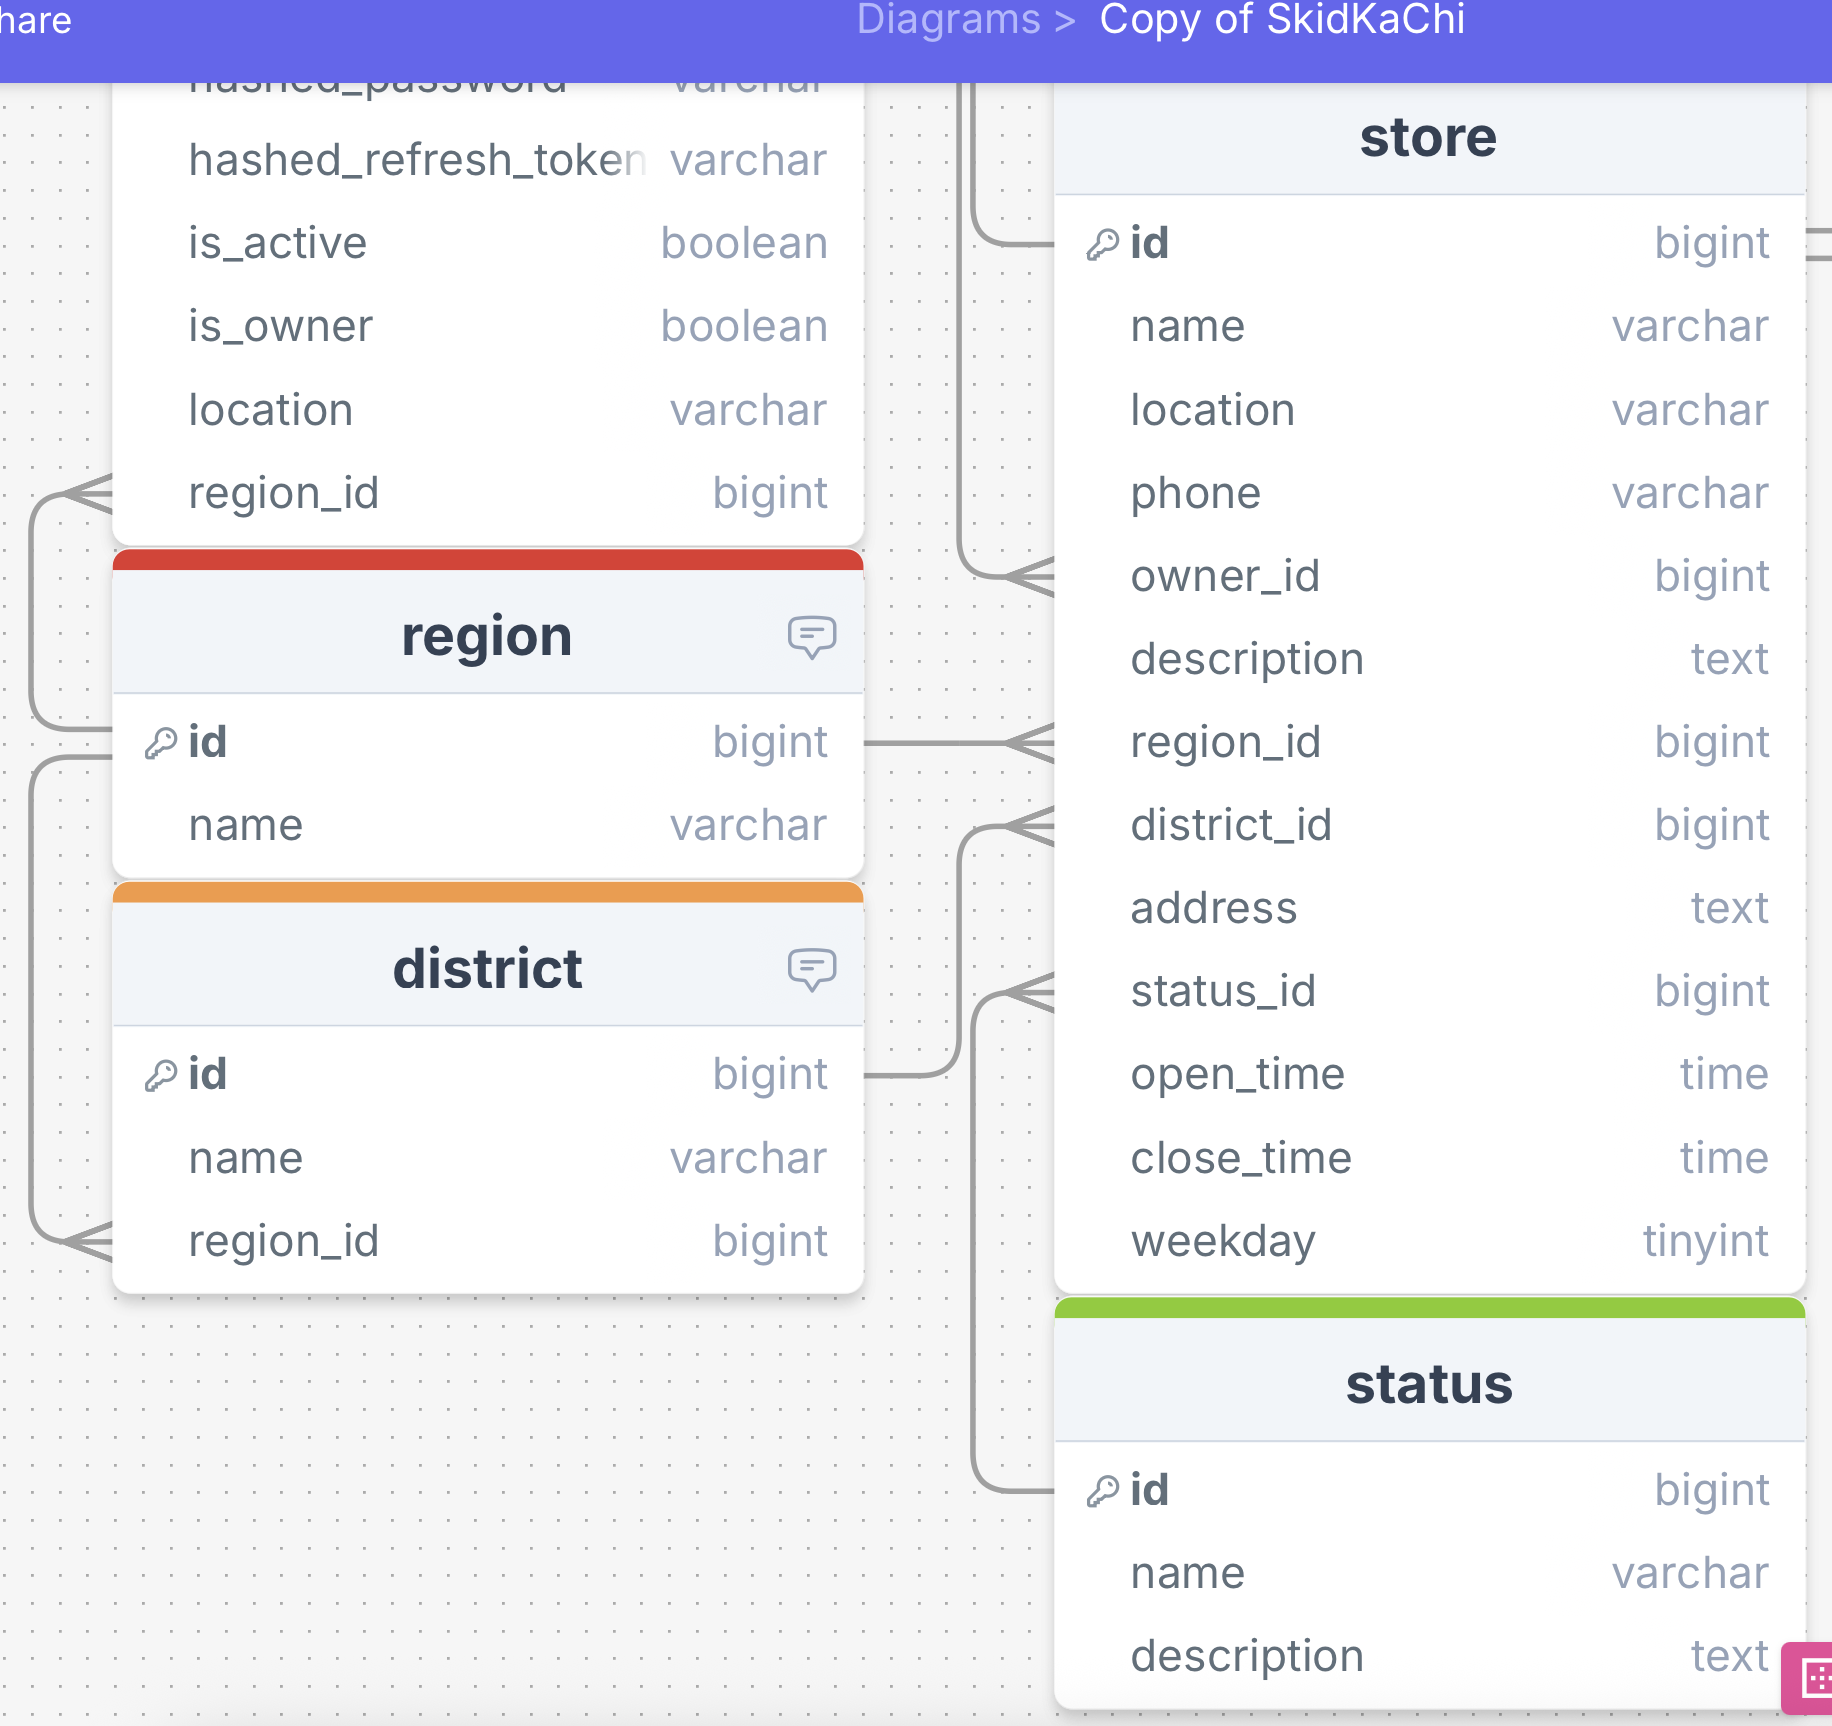 hare
Diagrams > Copy of SkidKaChi
hashed_password varchar
hashed_refresh_token varchar
is_active boolean
is_owner boolean
location varchar
region_id bigint
region
id bigint
name varchar
district
id bigint
name varchar
region_id bigint
store
id bigint
name varchar
location varchar
phone varchar
owner_id bigint
description text
region_id bigint
district_id bigint
address text
status_id bigint
open_time time
close_time time
weekday tinyint
status
id bigint
name varchar
description text